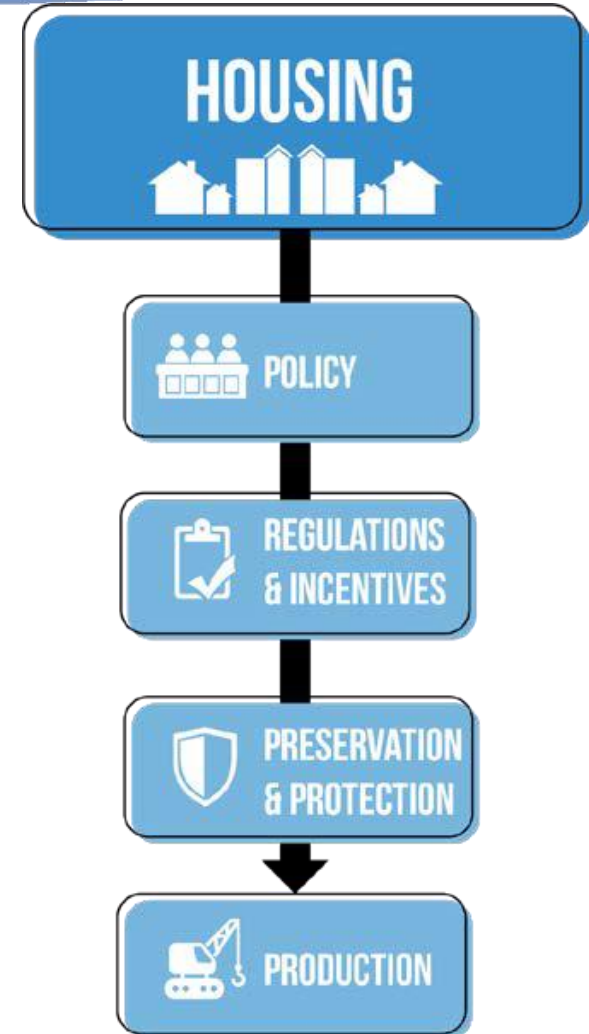 HOUSING
POLICY
REGULATIONS
& INCENTIVES
PRESERVATION
& PROTECTION
PRODUCTION